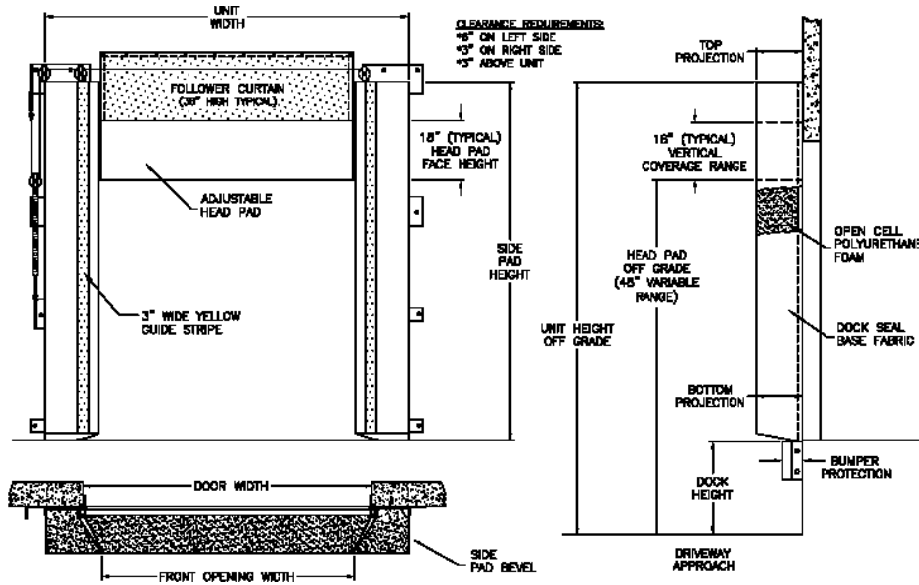 UNIT
WIDTH
CLEARANCE REQUIREMENTS:
*6" ON LEFT SIDE
*3" ON RIGHT SIDE
*3" ABOVE UNIT
FOLLOWER CURTAIN
(36" HIGH TYPICAL)
18" (TYPICAL)
HEAD PAD
FACE HEIGHT
ADJUSTABLE
HEAD PAD
SIDE
PAD
HEIGHT
3" WIDE YELLOW
GUIDE STRIPE
DOOR WIDTH
SIDE
PAD BEVEL
FRONT OPENING WIDTH
TOP
PROJECTION
16" (TYPICAL)
VERTICAL
COVERAGE RANGE
OPEN CELL
POLYURETHANE
FOAM
HEAD PAD
OFF GRADE
(48" VARIABLE
RANGE)
UNIT HEIGHT
OFF GRADE
DOCK SEAL
BASE FABRIC
BOTTOM
PROJECTION
BUMPER
PROTECTION
DOCK
HEIGHT
DRIVEWAY
APPROACH